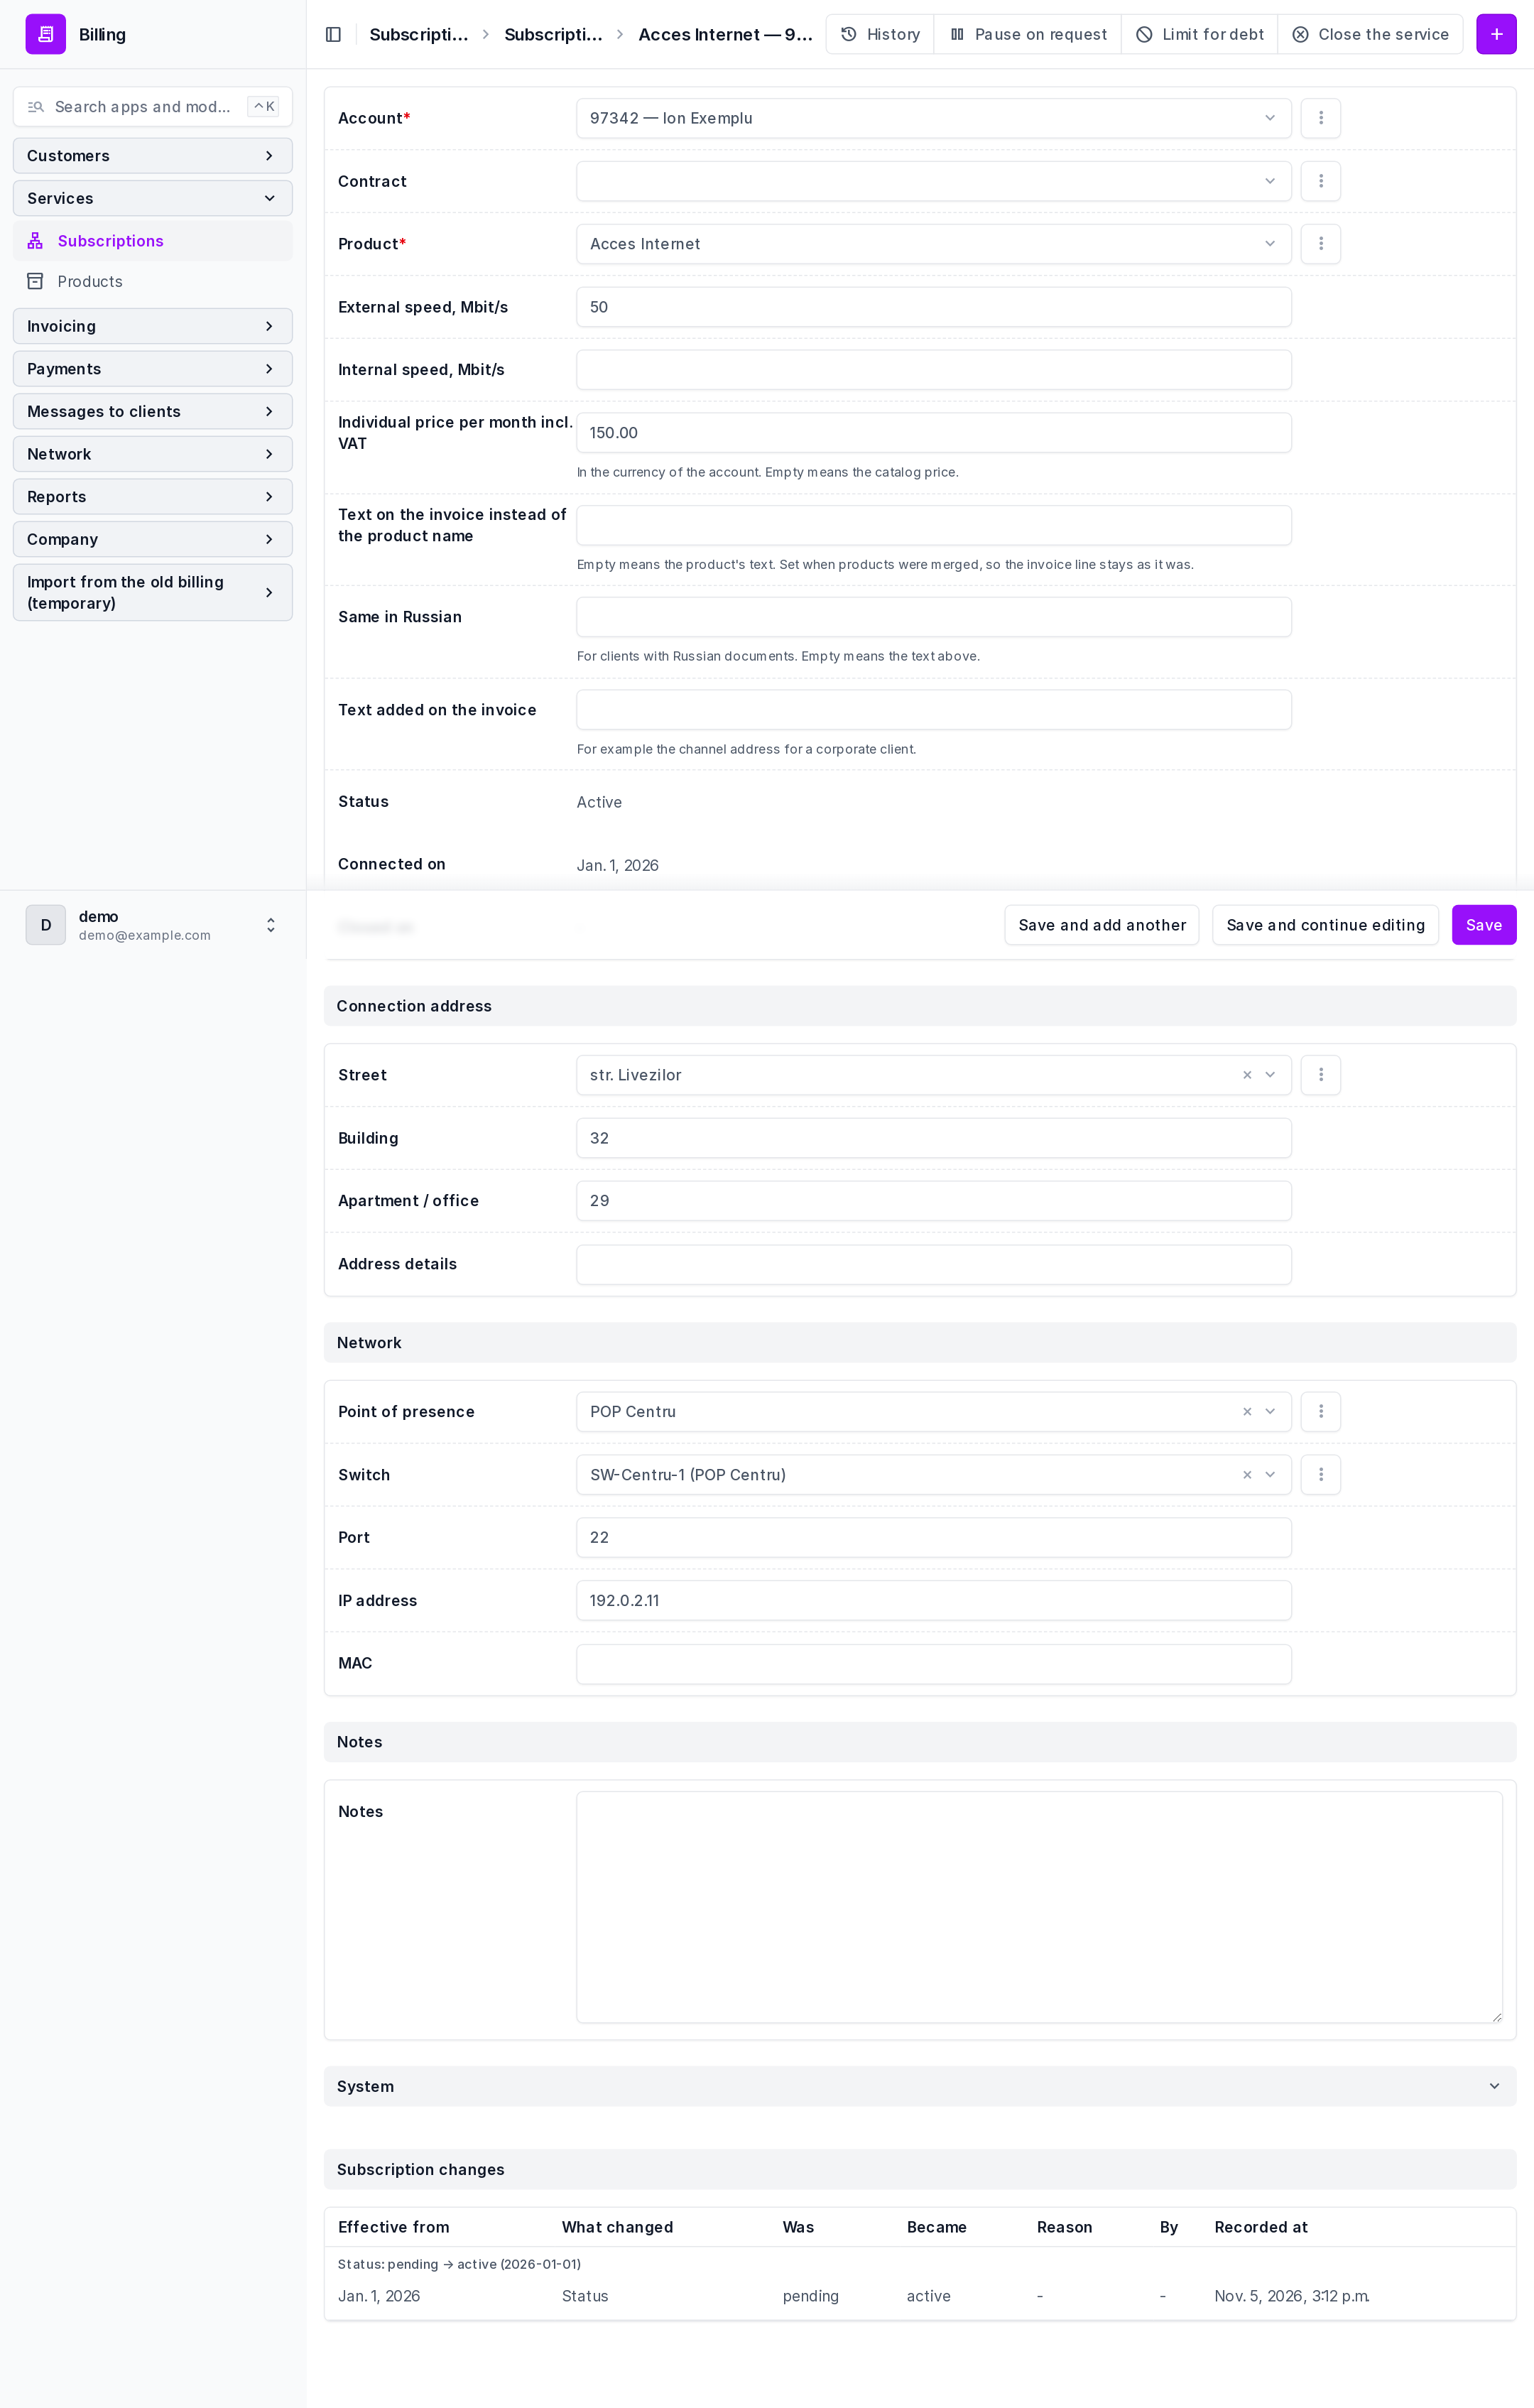 Billing
Subscripti...
Subscripti...
Acces Internet — 9...
History
Pause on request
Limit for debt
Close the service
Search apps and mod...
K
Customers
Services
Subscriptions
Products
Invoicing
Payments
Messages to clients
Network
Reports
Company
Import from the old billing
(temporary)
demo
D
demo@example.com
Account*
97342 — Ion Exemplu
Contract
Product*
Acces Internet
External speed, Mbit/s
50
Internal speed, Mbit/s
Individual price per month incl.
VAT
150.00
In the currency of the account. Empty means the catalog price.
Text on the invoice instead of
the product name
Empty means the product's text. Set when products were merged, so the invoice line stays as it was.
Same in Russian
For clients with Russian documents. Empty means the text above.
Text added on the invoice
For example the channel address for a corporate client.
Status
Active
Connected on
Jan. 1, 2026
Save and add another
Save and continue editing
Save
Connection address
Street
str. Livezilor
Building
32
Apartment / office
29
Address details
Network
Point of presence
POP Centru
Switch
SW-Centru-1 (POP Centru)
Port
22
IP address
192.0.2.11
MAC
Notes
Notes
System
Subscription changes
Effective from What changed Was Became Reason By Recorded at
Status: pending → active (2026-01-01)
Jan. 1, 2026 Status pending active - - Nov. 5, 2026, 3:12 p.m.